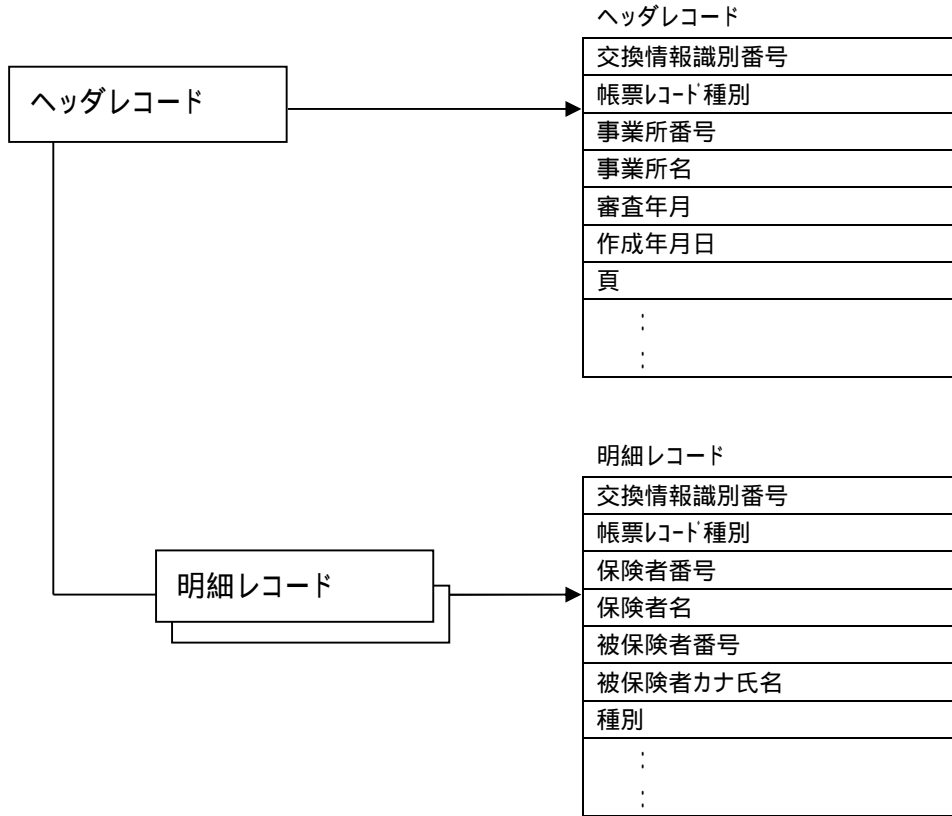 ヘッダレコード
ヘッダレコード
交換情報識別番号
帳票ﾚｺｰﾄﾞ種別
事業所番号
事業所名
審査年月
作成年月日
頁
:
:
明細レコード
明細レコード
交換情報識別番号
帳票ﾚｺｰﾄﾞ種別
保険者番号
保険者名
被保険者番号
被保険者カナ氏名
種別
:
: